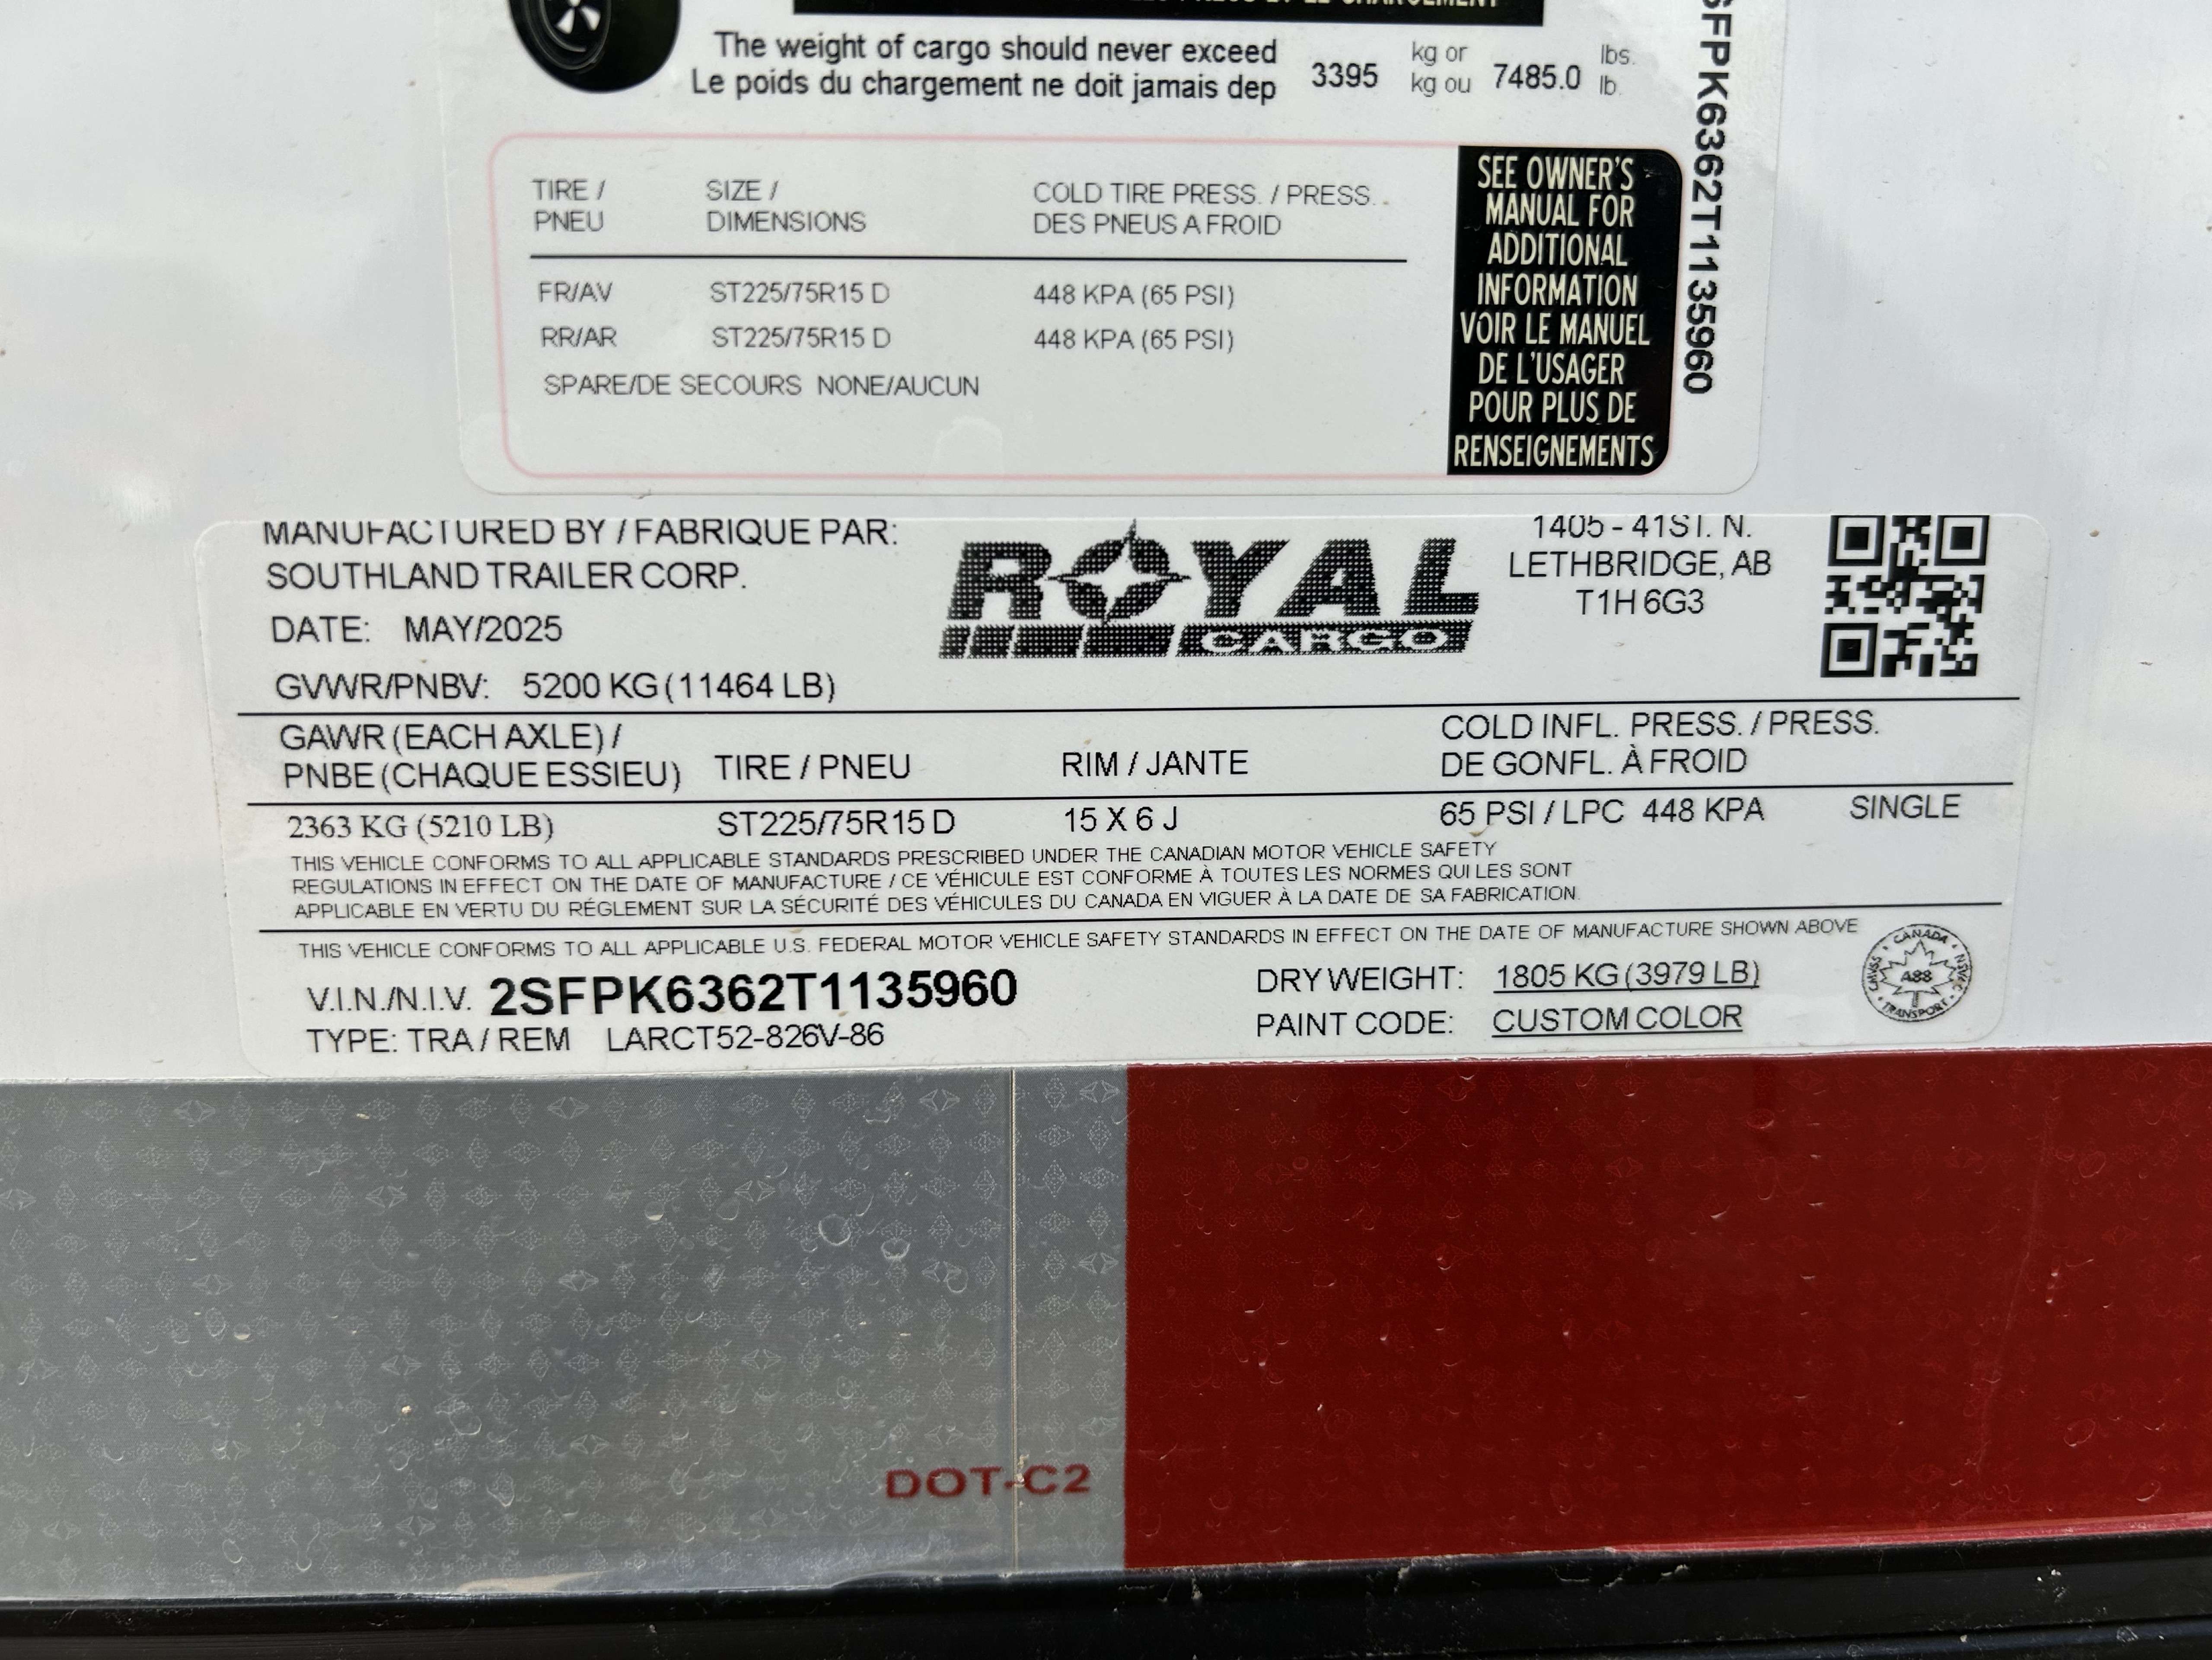 The weight of cargo should never exceed
Le poids du chargement ne doit jamais dep
3395 kg or kg ou 7485.0 lbs. lb.
TIRE / PNEU
SIZE / DIMENSIONS
COLD TIRE PRESS. / PRESS. DES PNEUS A FROID
FR/AV ST225/75R15 D 448 KPA (65 PSI)
RR/AR ST225/75R15 D 448 KPA (65 PSI)
SPARE/DE SECOURS NONE/AUCUN
SEE OWNER'S
MANUAL FOR
ADDITIONAL
INFORMATION
VOIR LE MANUEL
DE L'USAGER
POUR PLUS DE
RENSEIGNEMENTS
SFPK6362T1135960
MANUFACTURED BY / FABRIQUE PAR:
SOUTHLAND TRAILER CORP.
DATE: MAY/2025
GVWR/PNBV: 5200 KG (11464 LB)
ROYAL
CARGO
1405 - 41ST. N.
LETHBRIDGE, AB
T1H 6G3
GAWR (EACH AXLE) /
PNBE (CHAQUE ESSIEU)
TIRE / PNEU
RIM / JANTE
COLD INFL. PRESS. / PRESS.
DE GONFL. À FROID
2363 KG (5210 LB) ST225/75R15 D 15 X 6 J 65 PSI / LPC 448 KPA SINGLE
THIS VEHICLE CONFORMS TO ALL APPLICABLE STANDARDS PRESCRIBED UNDER THE CANADIAN MOTOR VEHICLE SAFETY
REGULATIONS IN EFFECT ON THE DATE OF MANUFACTURE / CE VÉHICULE EST CONFORME À TOUTES LES NORMES QUI LES SONT
APPLICABLE EN VERTU DU RÉGLEMENT SUR LA SÉCURITÉ DES VÉHICULES DU CANADA EN VIGUER À LA DATE DE SA FABRICATION.
THIS VEHICLE CONFORMS TO ALL APPLICABLE U.S. FEDERAL MOTOR VEHICLE SAFETY STANDARDS IN EFFECT ON THE DATE OF MANUFACTURE SHOWN ABOVE
V.I.N./N.I.V. 2SFPK6362T1135960
TYPE: TRA / REM LARCT52-826V-86
DRY WEIGHT: 1805 KG (3979 LB)
PAINT CODE: CUSTOM COLOR
CANADA
A88
TRANSPORT
CMVSS
NSVAC
DOT-C2